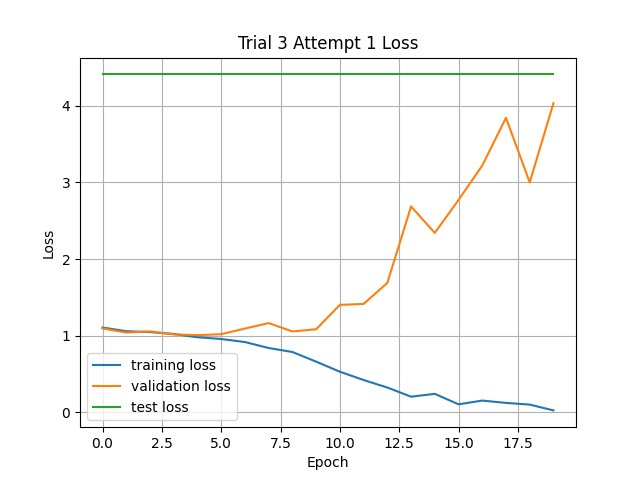 Trial 3 Attempt 1 Loss
Loss
4
3
2
1
0
training loss
validation loss
test loss
0.0 2.5 5.0 7.5 10.0 12.5 15.0 17.5
Epoch